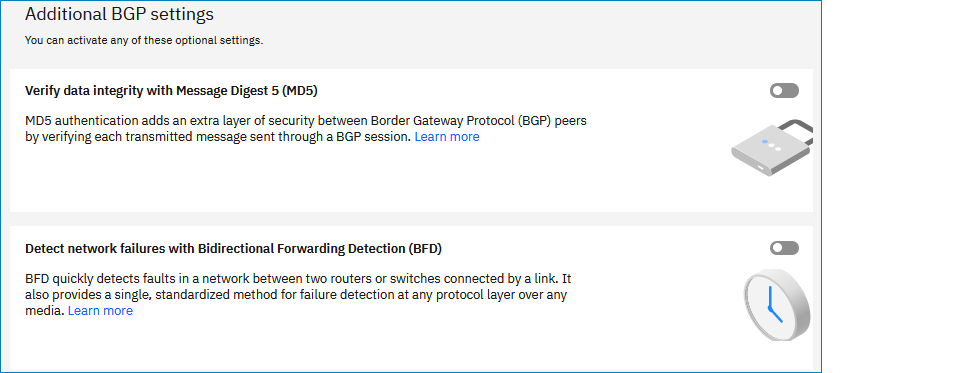 Additional BGP settings
You can activate any of these optional settings.
Verify data integrity with Message Digest 5 (MD5)
MD5 authentication adds an extra layer of security between Border Gateway Protocol (BGP) peers
by verifying each transmitted message sent through a BGP session. Learn more
Detect network failures with Bidirectional Forwarding Detection (BFD)
BFD quickly detects faults in a network between two routers or switches connected by a link. It
also provides a single, standardized method for failure detection at any protocol layer over any
media. Learn more